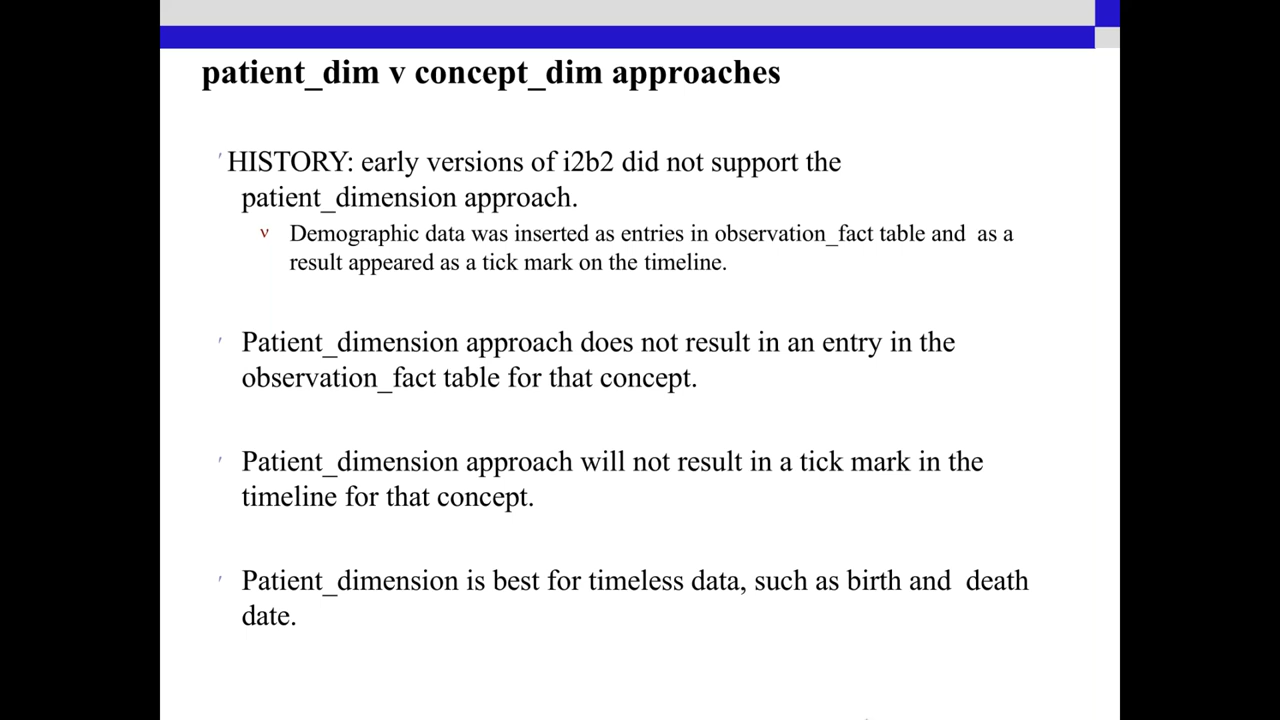 patient_dim v concept_dim approaches
HISTORY: early versions of i2b2 did not support the
patient_dimension approach.
Demographic data was inserted as entries in observation_fact table and as a
result appeared as a tick mark on the timeline.
Patient_dimension approach does not result in an entry in the
observation_fact table for that concept.
Patient_dimension approach will not result in a tick mark in the
timeline for that concept.
Patient_dimension is best for timeless data, such as birth and death
date.